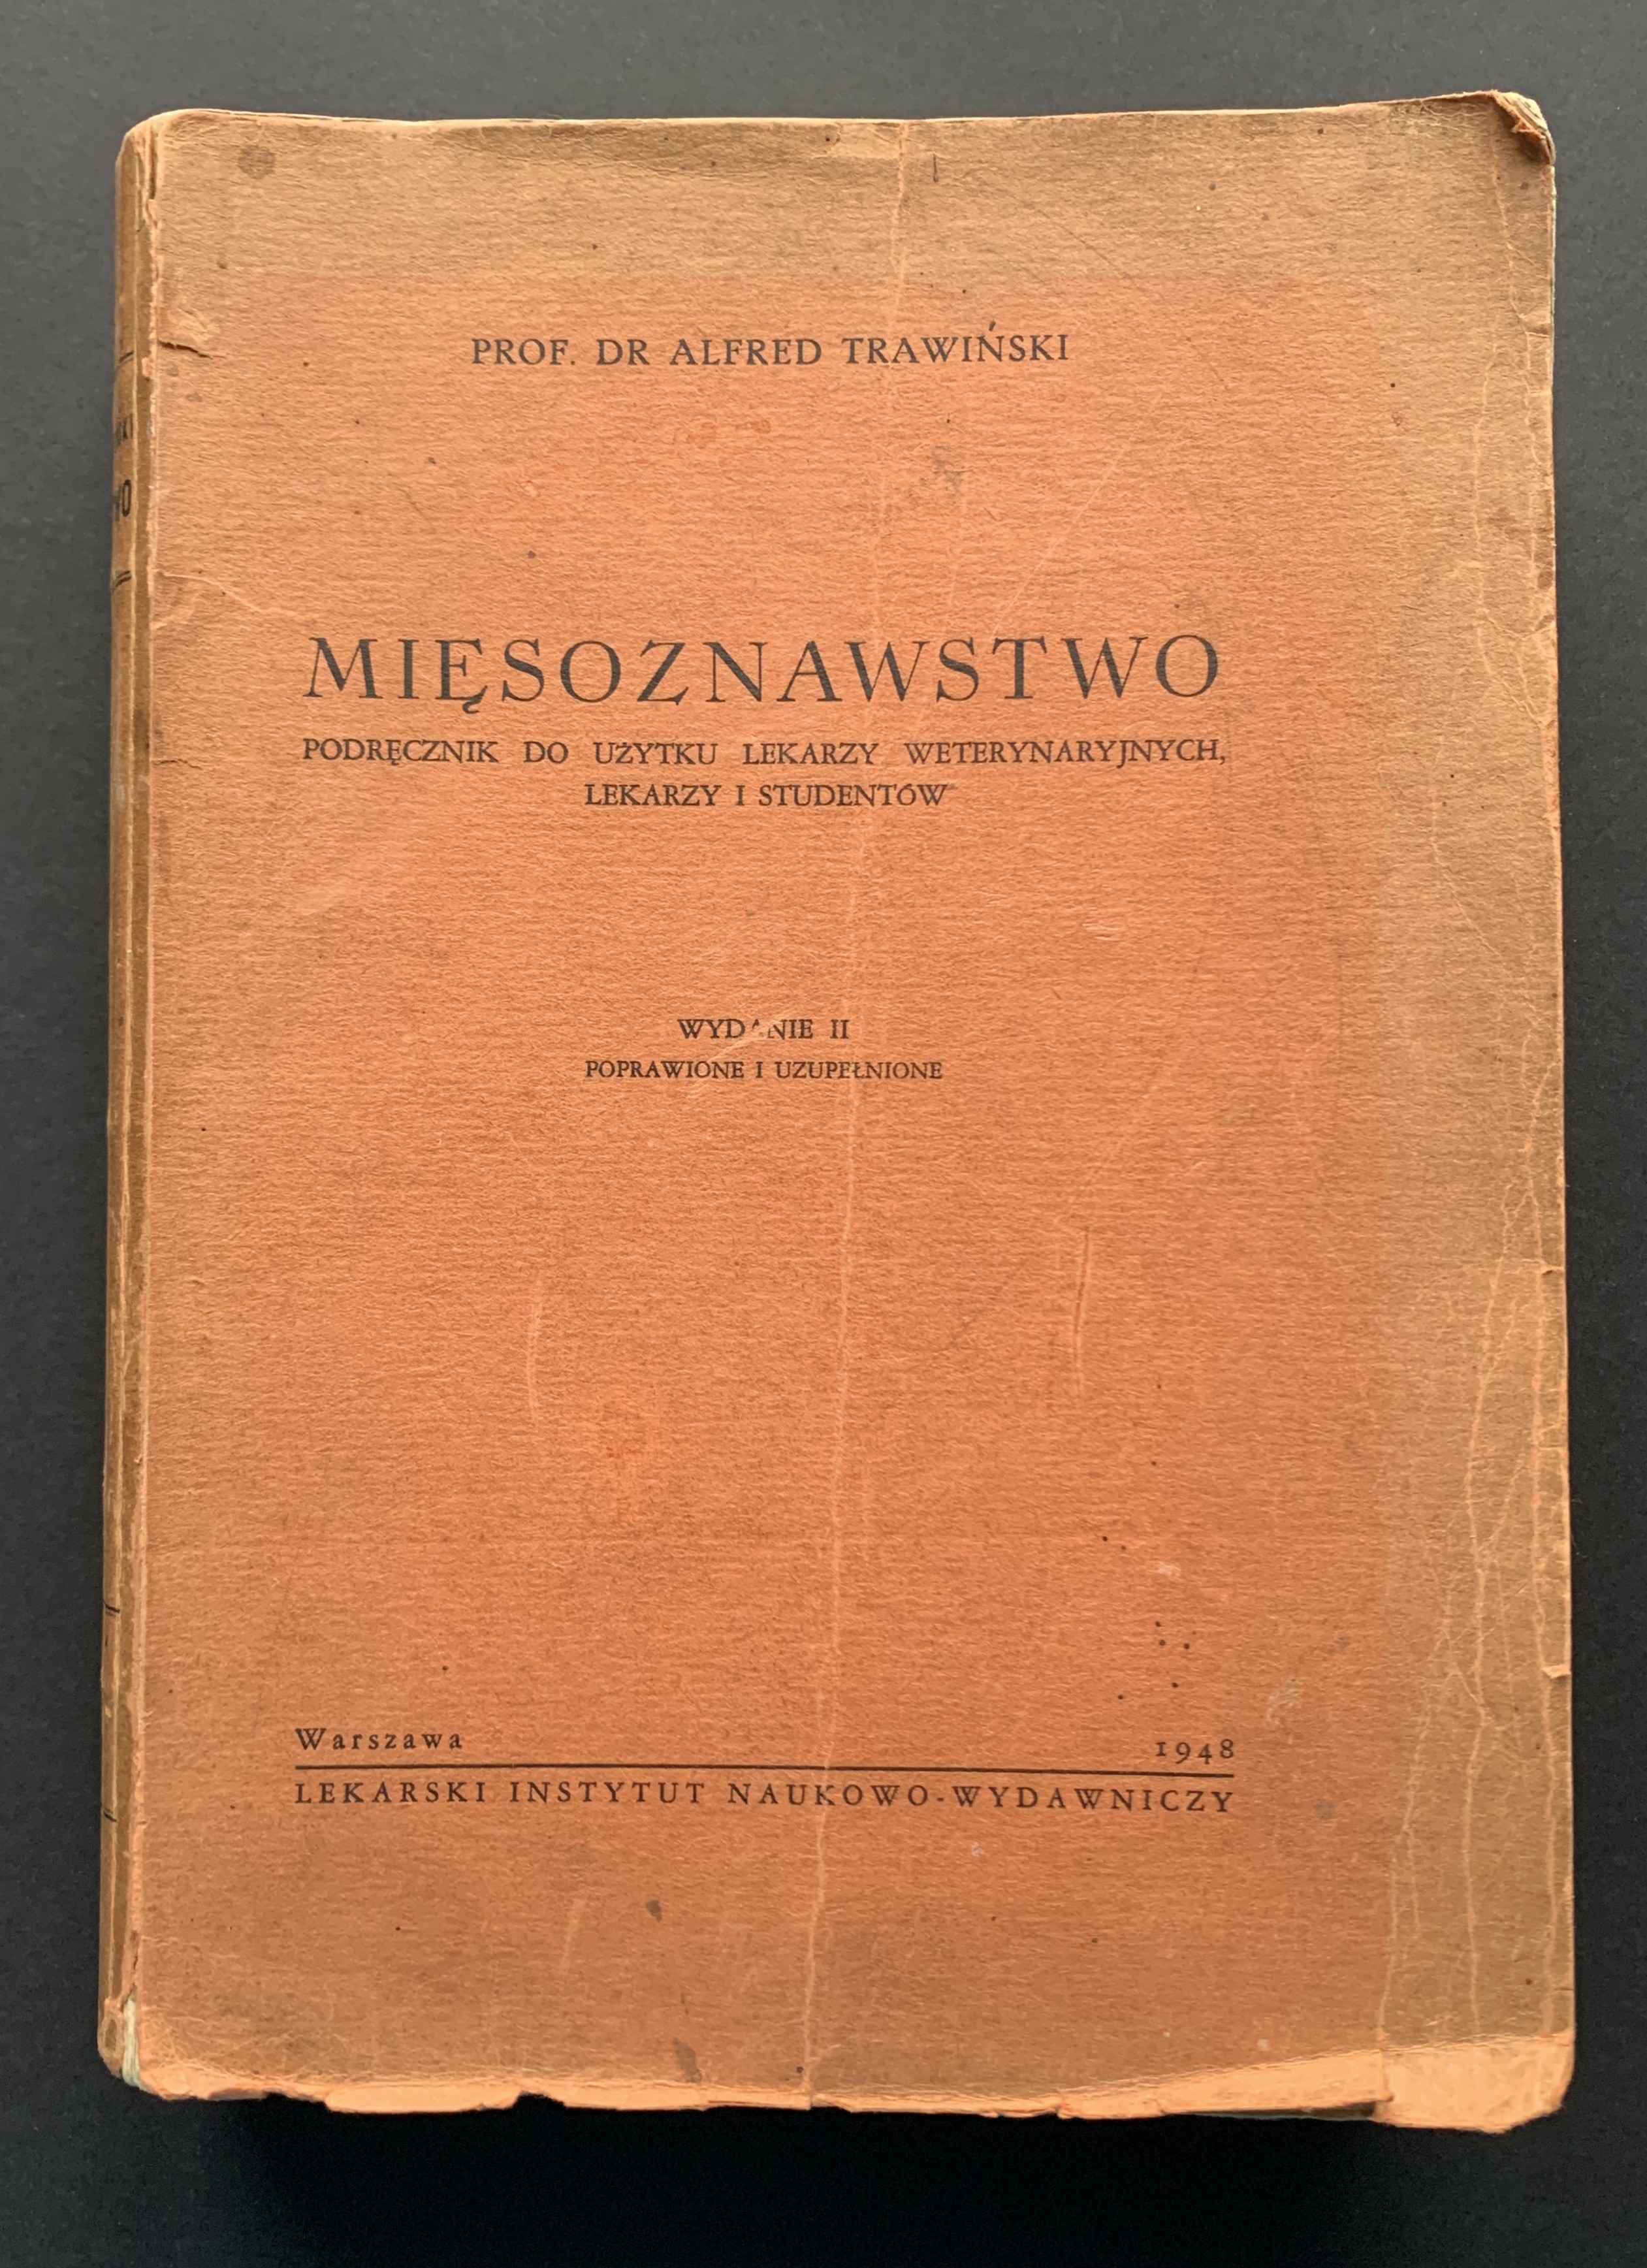 PROF. DR ALFRED TRAWIŃSKI
MIĘSOZNAWSTWO
PODRĘCZNIK DO UŻYTKU LEKARZY WETERYNARYJNYCH,
LEKARZY I STUDENTÓW
WYDANIE II
POPRAWIONE I UZUPEŁNIONE
Warszawa 1948
LEKARSKI INSTYTUT NAUKOWO-WYDAWNICZY